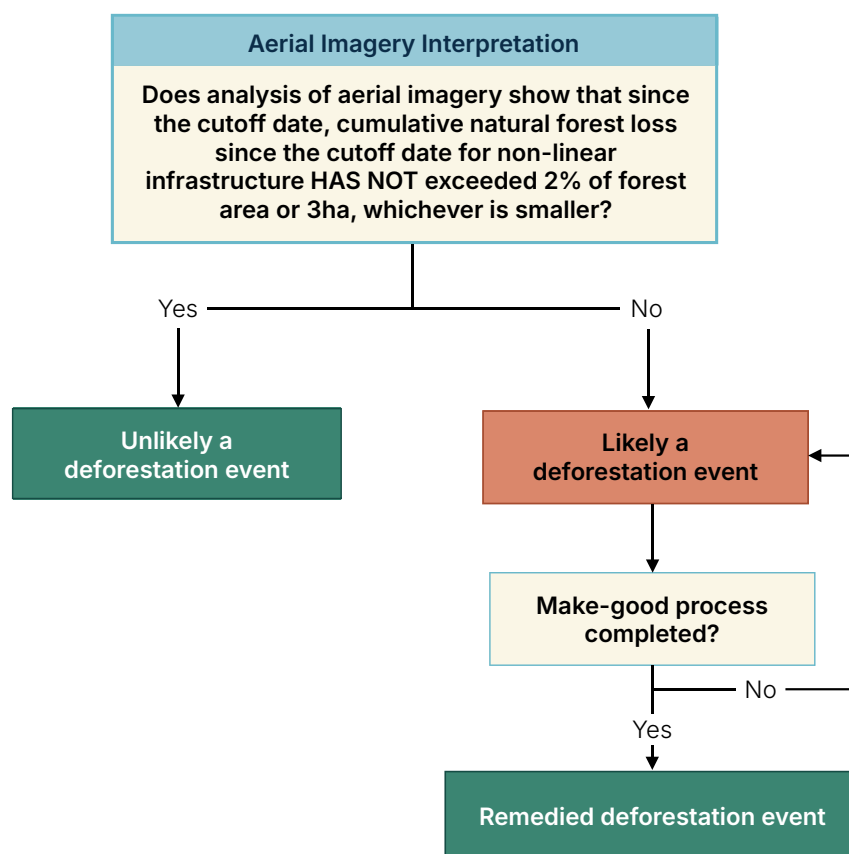 Aerial Imagery Interpretation
Does analysis of aerial imagery show that since
the cutoff date, cumulative natural forest loss
since the cutoff date for non-linear
infrastructure HAS NOT exceeded 2% of forest
area or 3ha, whichever is smaller?
Yes
No
Unlikely a
deforestation event
Likely a
deforestation event
Make-good process
completed?
No
Yes
Remedied deforestation event